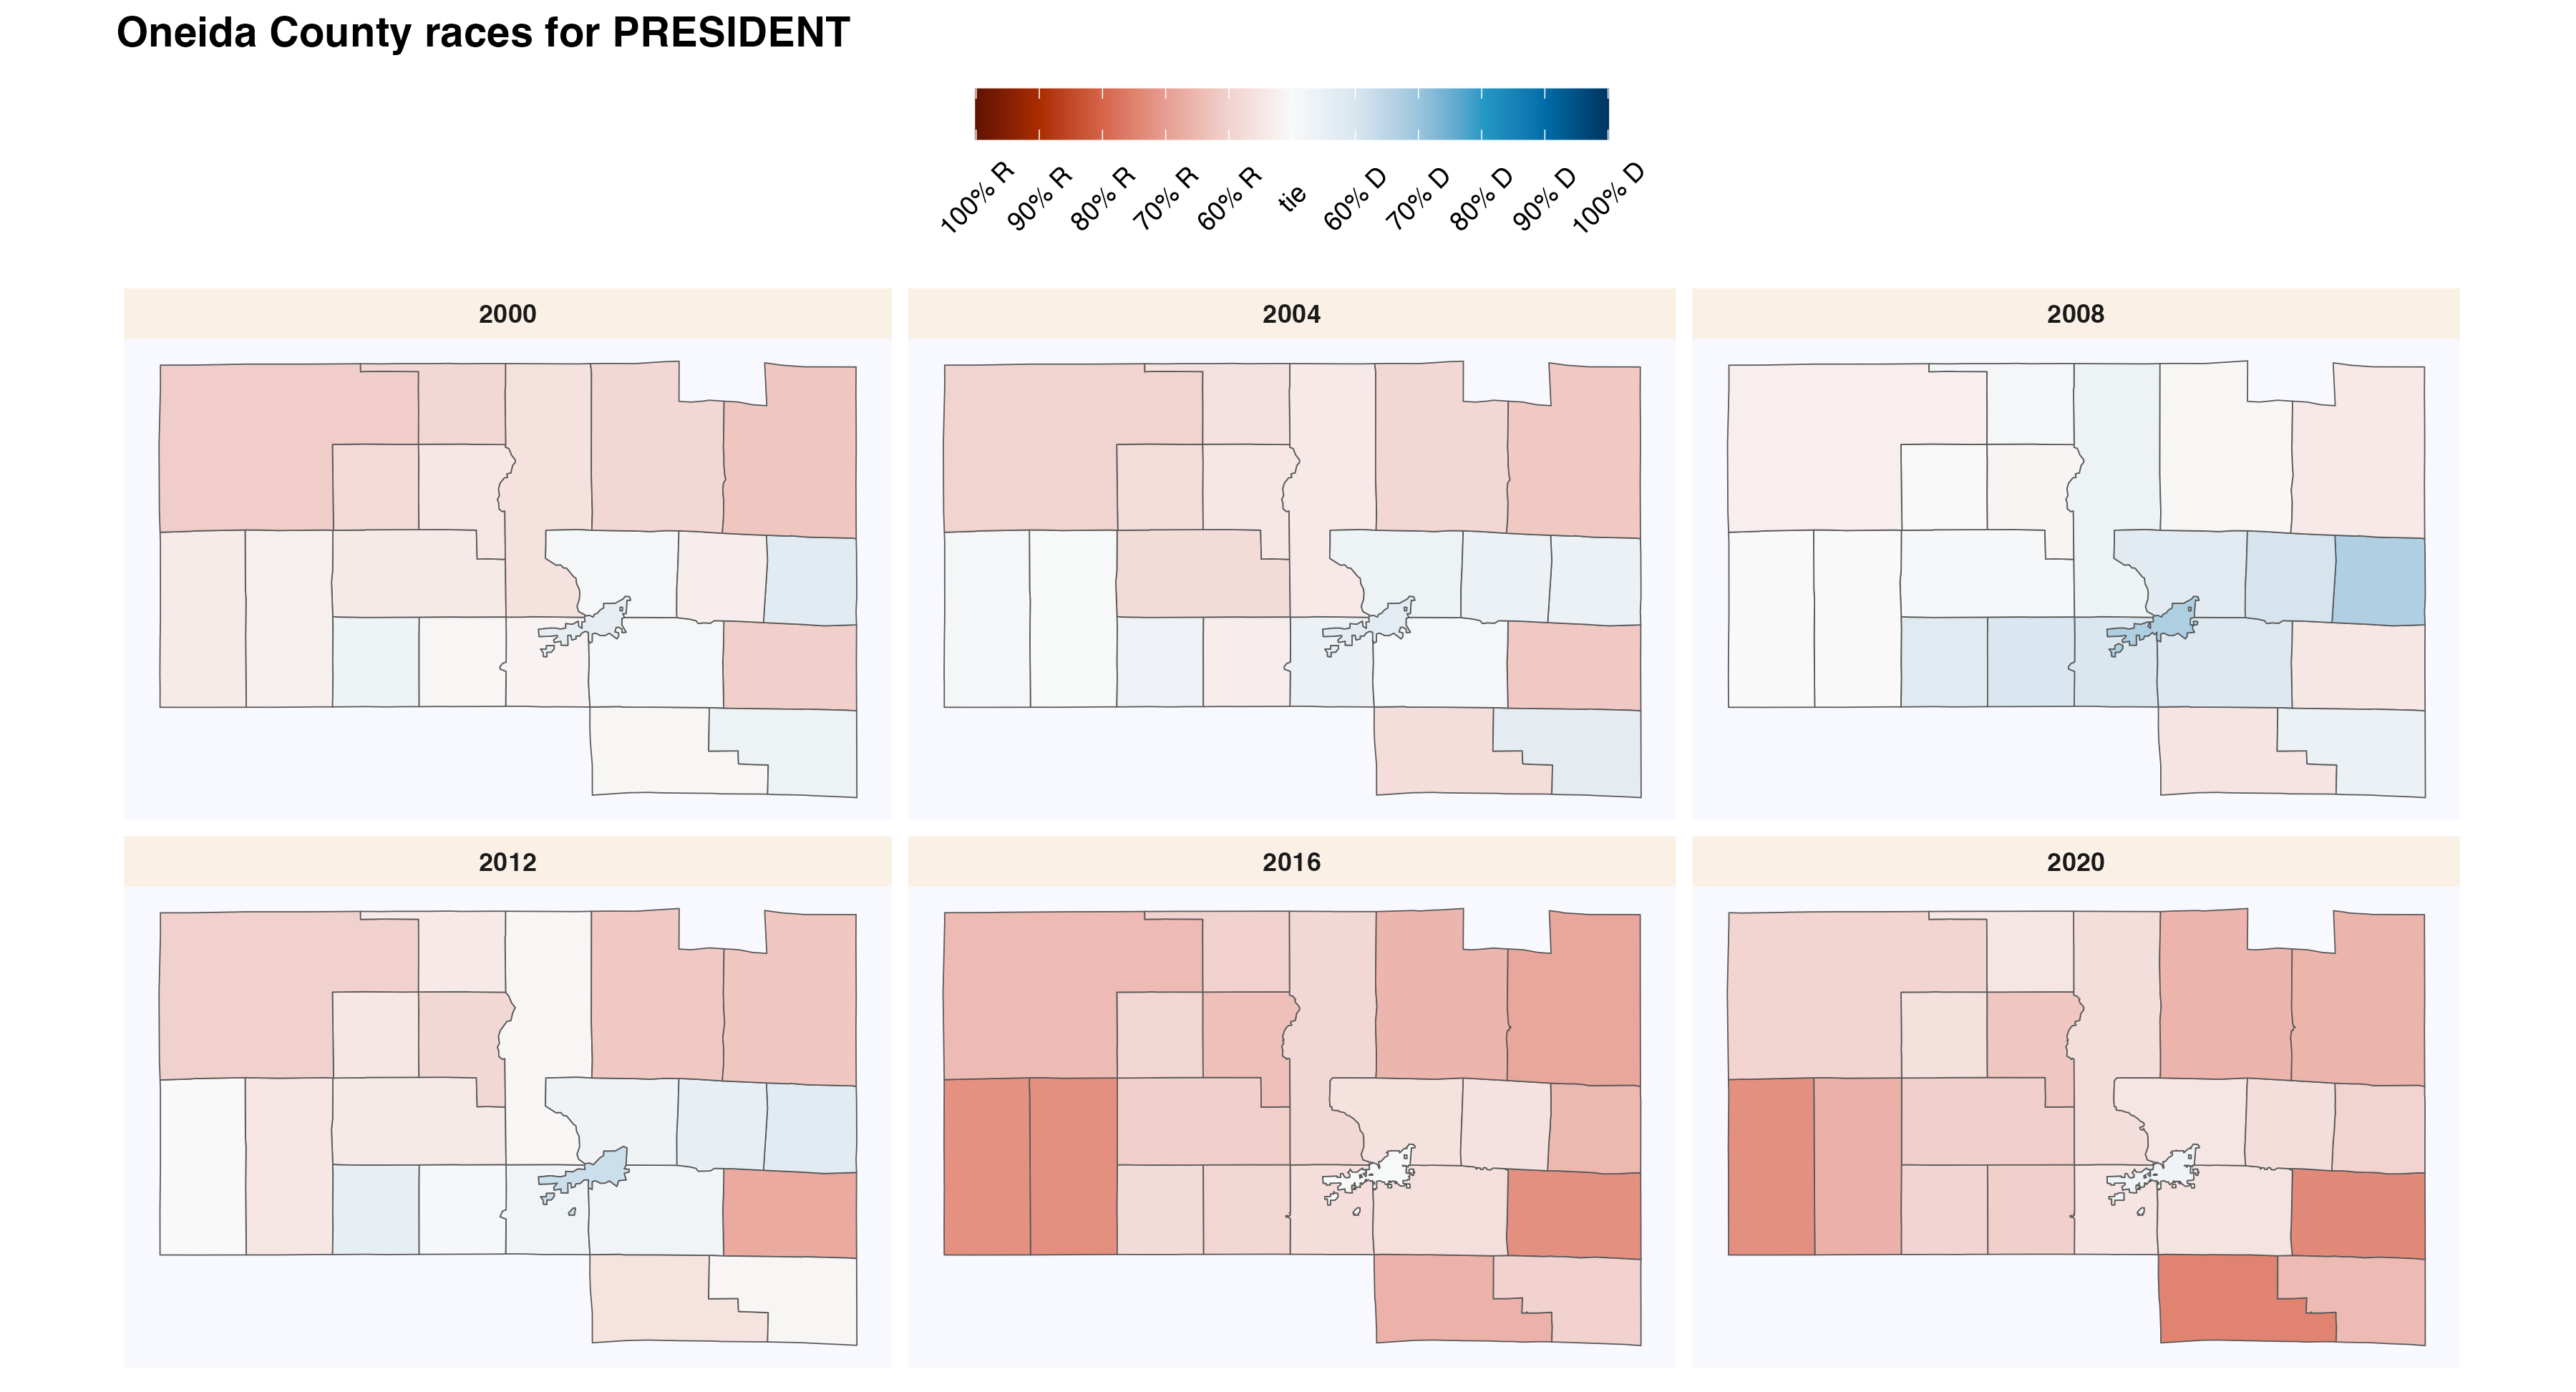 Oneida County races for PRESIDENT
100% R 90% R 80% R 70% R 60% R tie 60% D 70% D 80% D 90% D 100% D
2000 2004 2008
2012 2016 2020